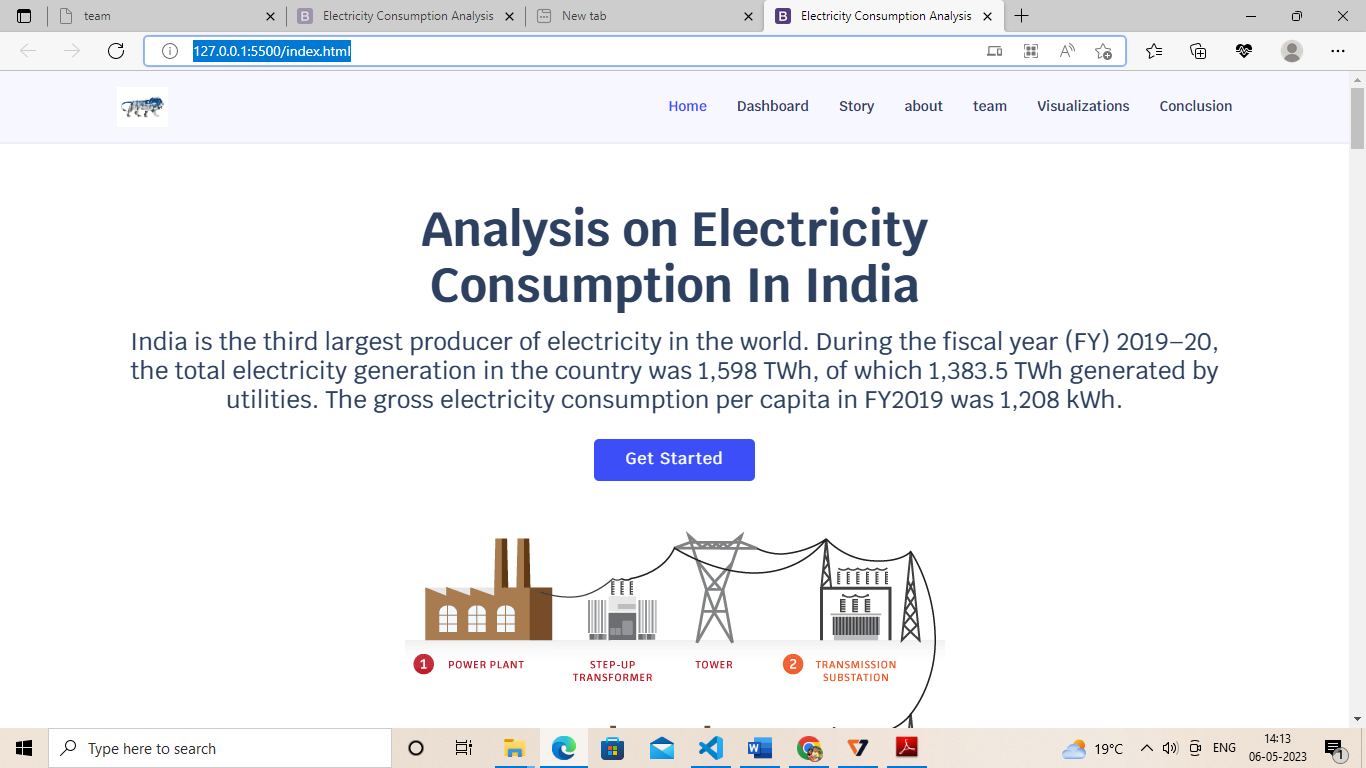 team
Electricity Consumption Analysis
New tab
Electricity Consumption Analysis
127.0.0.1:5500/index.html
Home Dashboard Story about team Visualizations Conclusion
Analysis on Electricity
Consumption In India
India is the third largest producer of electricity in the world. During the fiscal year (FY) 2019–20,
the total electricity generation in the country was 1,598 TWh, of which 1,383.5 TWh generated by
utilities. The gross electricity consumption per capita in FY2019 was 1,208 kWh.
Get Started
1 POWER PLANT
STEP-UP
TRANSFORMER
TOWER
2 TRANSMISSION
SUBSTATION
Type here to search
19°C
ENG
14:13
06-05-2023
1